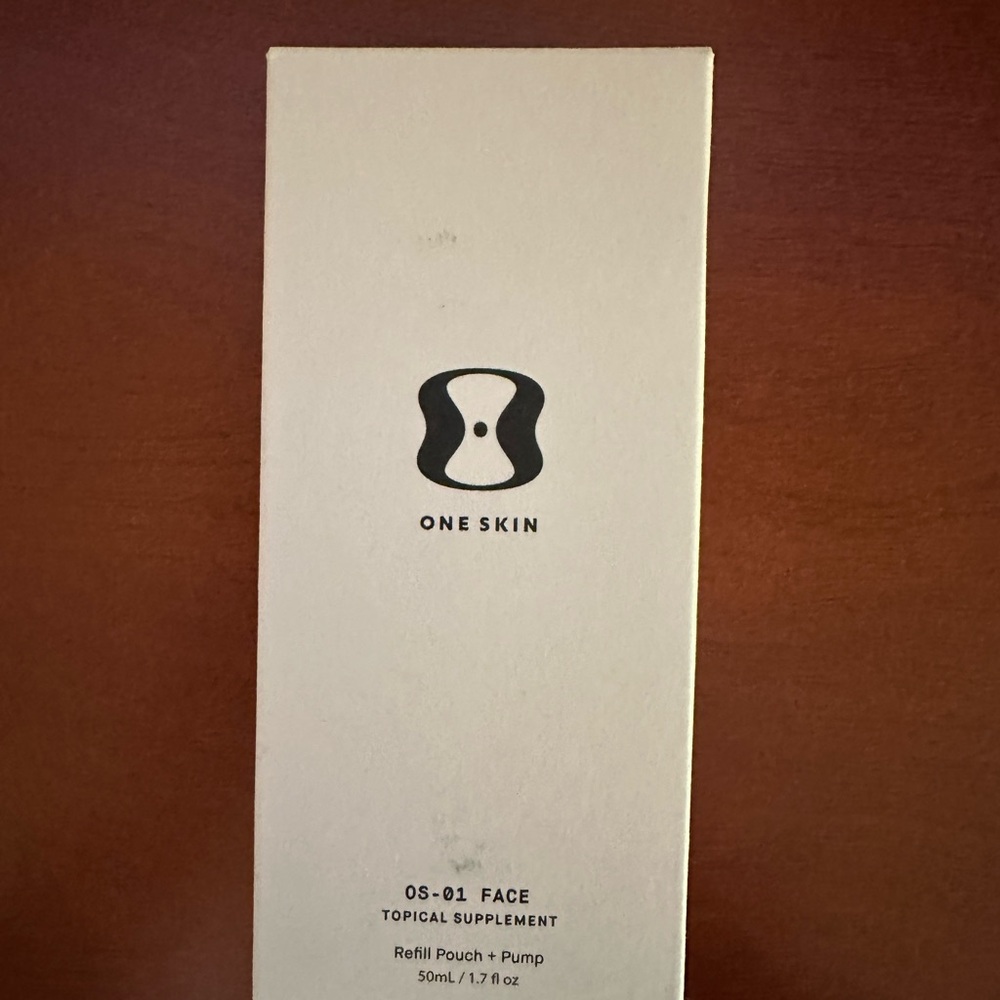 ONE SKIN
OS-01 FACE
TOPICAL SUPPLEMENT
Refill Pouch + Pump
50mL / 1.7 fl oz